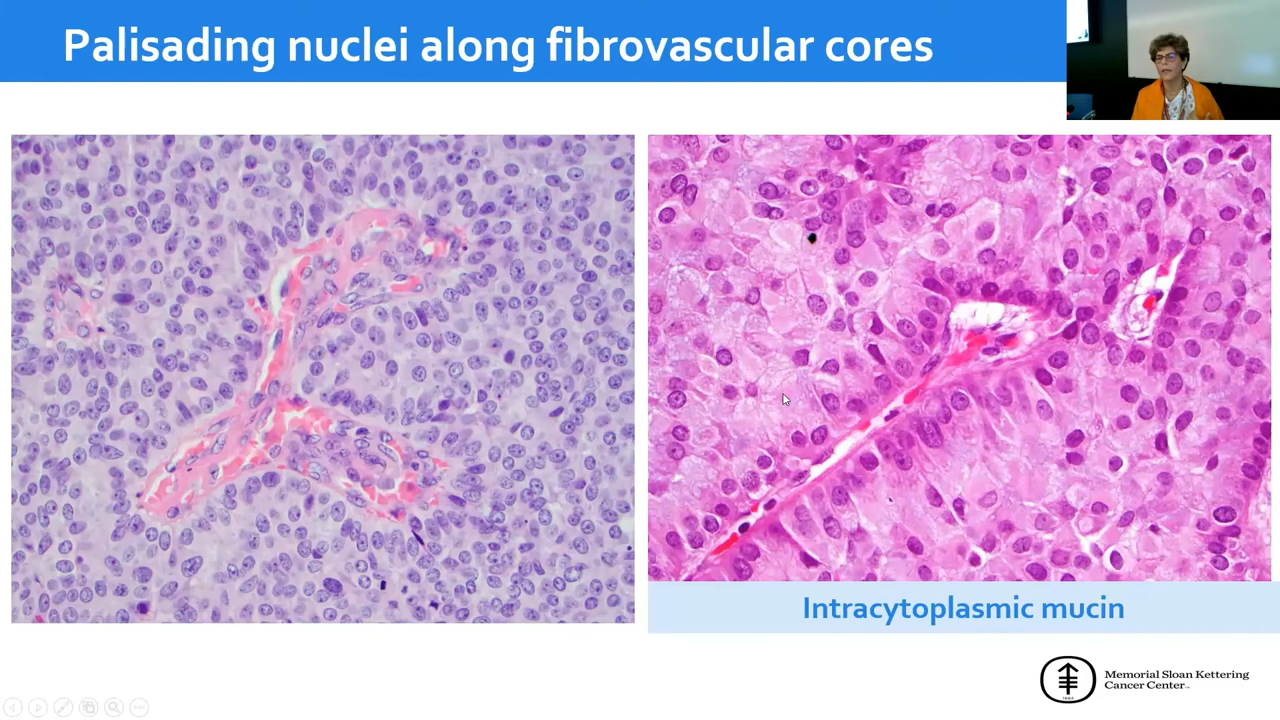 Palisading nuclei along fibrovascular cores
Intracytoplasmic mucin
Memorial Sloan Kettering
Cancer Center